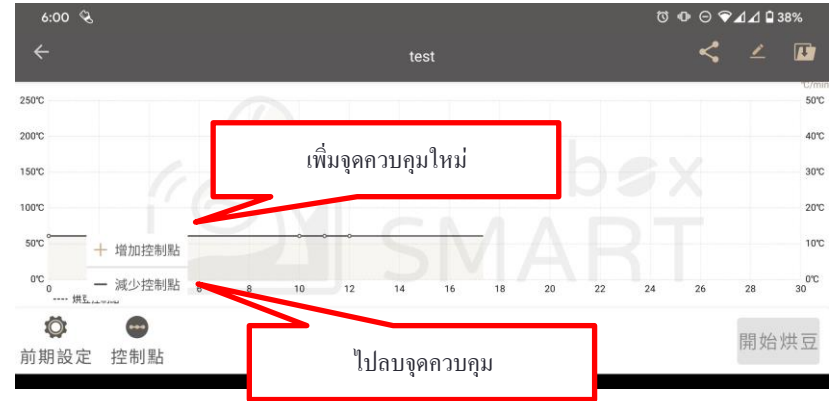 6:00
38%
test
°C/min
250°C
50°C
200°C
40°C
เพิ่มจุดควบคุมใหม่
150°C
30°C
box
100°C
20°C
SMART
50°C
10°C
+ 增加控制點
0°C
0°C
— 減少控制點
0 6 8 10 12 14 16 18 20 22 24 26 28 30
前期設定
控制點
ไปลบจุดควบคุม
開始烘豆